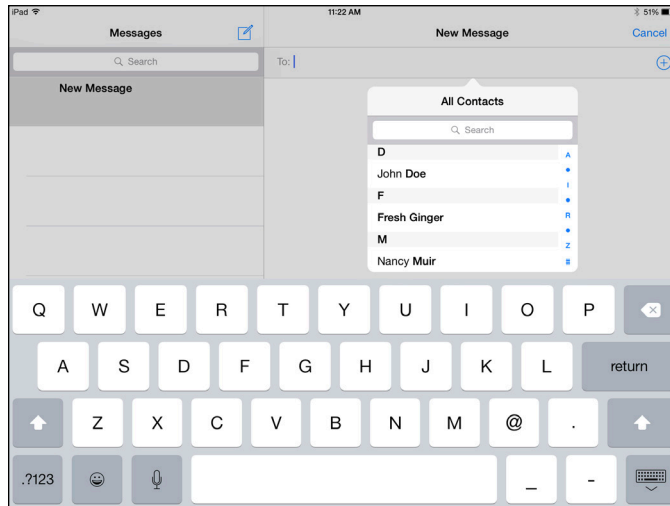 iPad 11:22 AM 51%
Messages New Message Cancel
Search To:
New Message
All Contacts
Search
D
John Doe
F
Fresh Ginger
M
Nancy Muir
A
I
R
Z
#
Q W E R T Y U I O P
A S D F G H J K L return
Z X C V B N M @ .
.?123 _ -